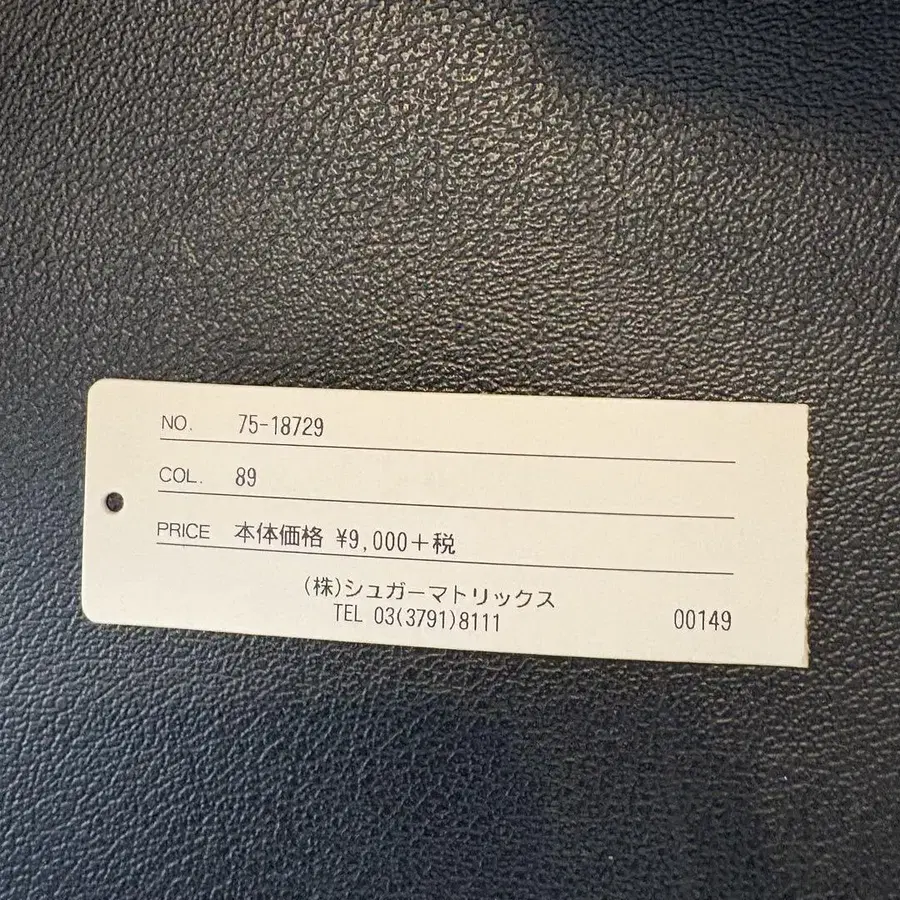 NO. 75-18729
COL. 89
PRICE 本体価格 ¥9,000+税
(株)シュガーマトリックス
TEL 03(3791)8111 00149